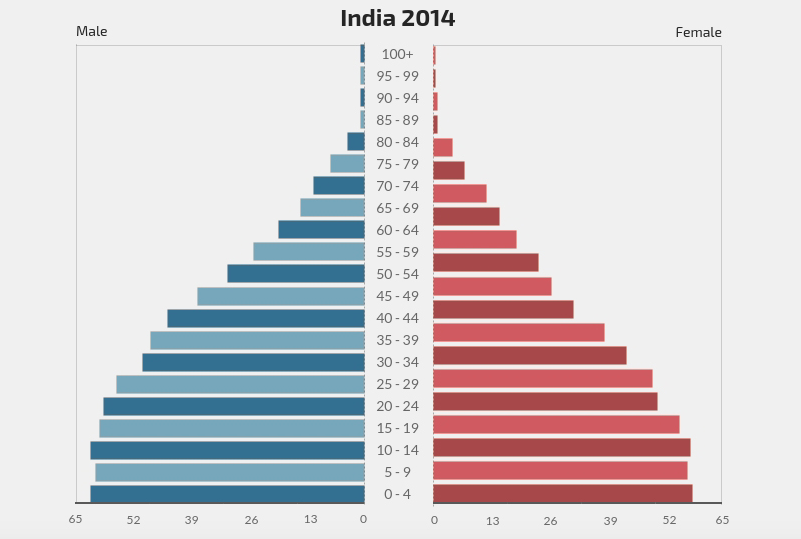 India 2014
Male
Female
100+
95 - 99
90 - 94
85 - 89
80 - 84
75 - 79
70 - 74
65 - 69
60 - 64
55 - 59
50 - 54
45 - 49
40 - 44
35 - 39
30 - 34
25 - 29
20 - 24
15 - 19
10 - 14
5 - 9
0 - 4
65 52 39 26 13 0 0 13 26 39 52 65